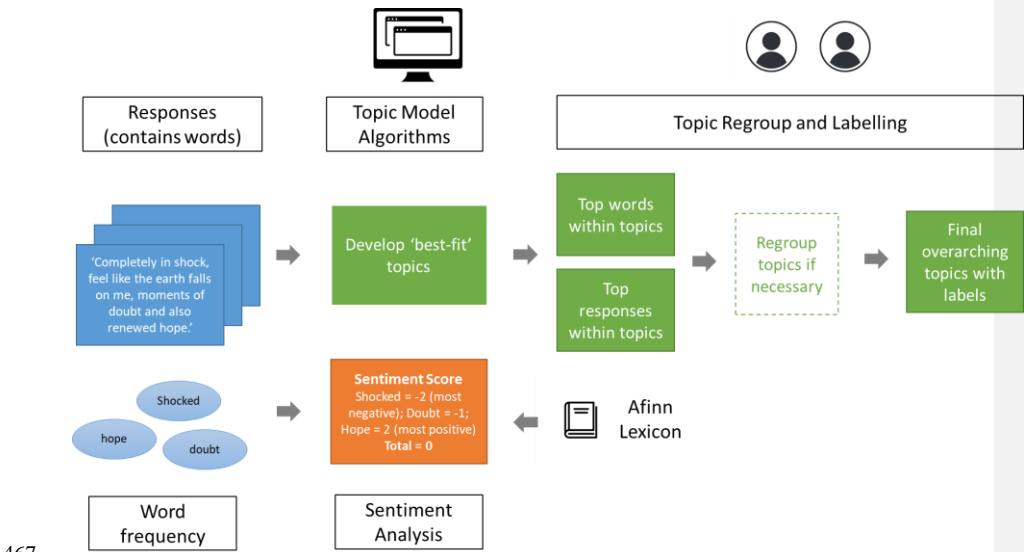 Responses
(contains words)
Topic Model
Algorithms
Topic Regroup and Labelling
‘Completely in shock,
feel like the earth falls
on me, moments of
doubt and also
renewed hope.’
Develop ‘best-fit’
topics
Top words
within topics
Top
responses
within topics
Regroup
topics if
necessary
Final
overarching
topics with
labels
Shocked
hope
doubt
Sentiment Score
Shocked = -2 (most
negative); Doubt = -1;
Hope = 2 (most positive)
Total = 0
Afinn
Lexicon
Word
frequency
Sentiment
Analysis